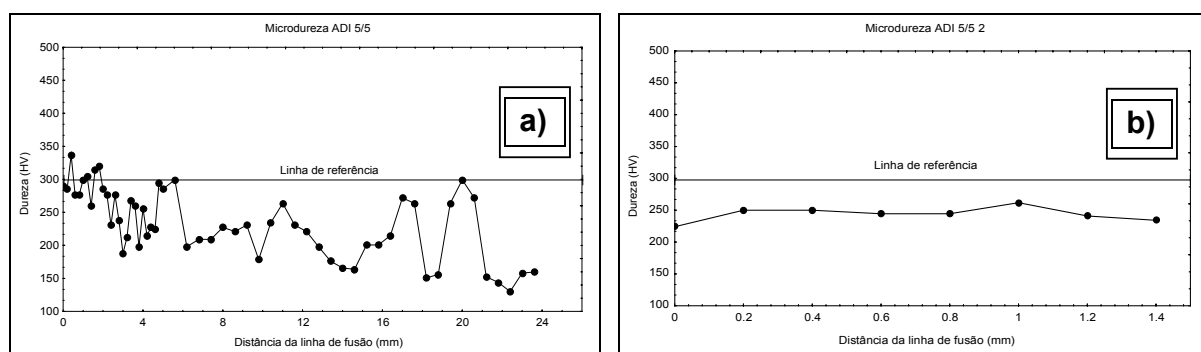 Microdureza ADI 5/5
500
450
400
350
300
250
200
150
100
Dureza (HV)
a)
Linha de referência
0 4 8 12 16 20 24
Distância da linha de fusão (mm)
Microdureza ADI 5/5 2
500
450
400
350
300
250
200
150
100
Dureza (HV)
b)
Linha de referência
0 0.2 0.4 0.6 0.8 1 1.2 1.4
Distância da linha de fusão (mm)